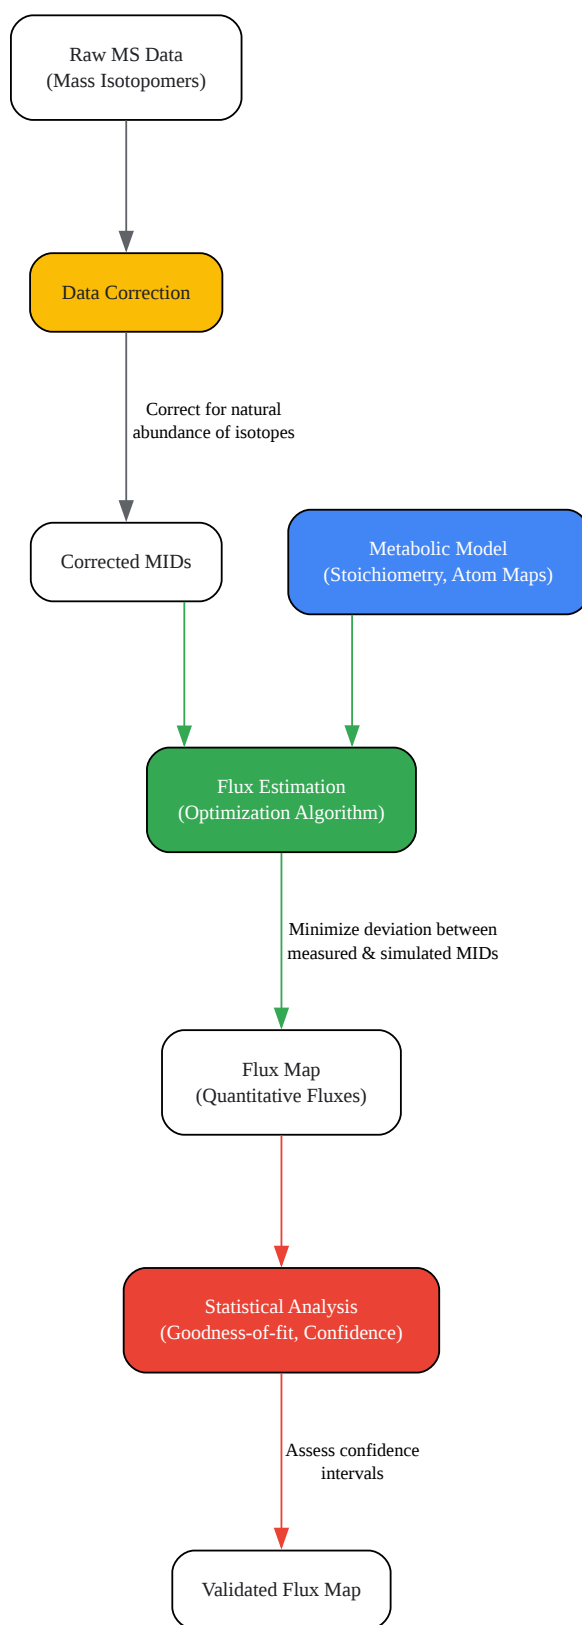 Raw MS Data
(Mass Isotopomers)
Data Correction
Correct for natural
abundance of isotopes
Corrected MIDs
Metabolic Model
(Stoichiometry, Atom Maps)
Flux Estimation
(Optimization Algorithm)
Minimize deviation between
measured & simulated MIDs
Flux Map
(Quantitative Fluxes)
Statistical Analysis
(Goodness-of-fit, Confidence)
Assess confidence
intervals
Validated Flux Map